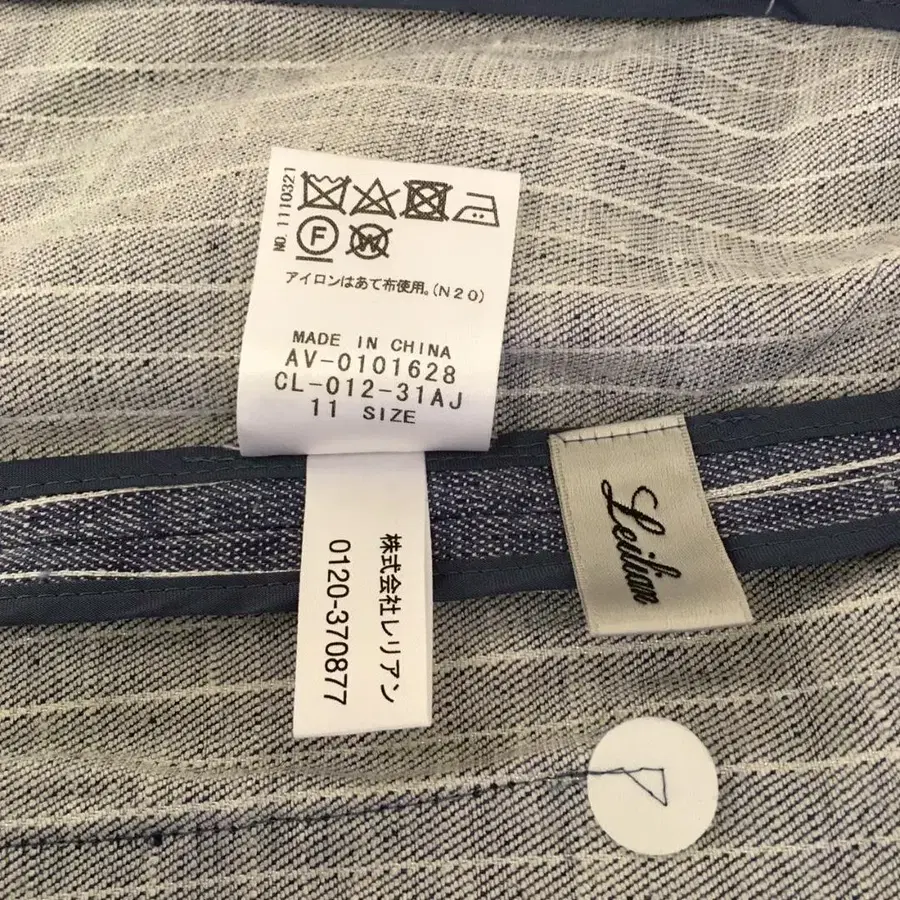 NO. 1110321
F
W
アイロンはあて布使用。(N20)
MADE IN CHINA
AV-0101628
CL-012-31AJ
11 SIZE
株式会社レリアン
0120-370877
Leilian